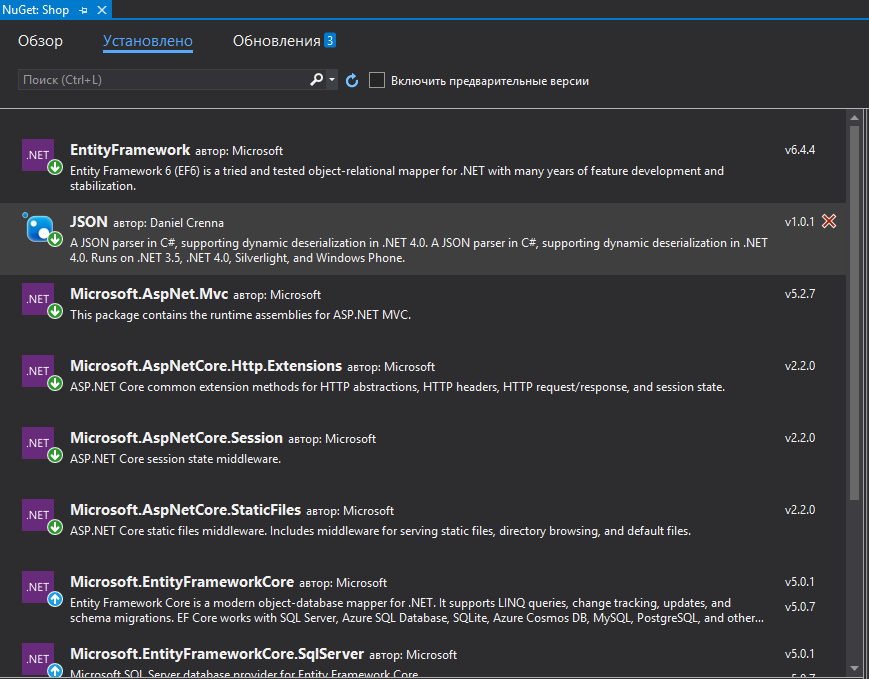 NuGet: Shop
Обзор Установлено Обновления 3
Поиск (Ctrl+L) Включить предварительные версии
.NET EntityFramework автор: Microsoft v6.4.4
Entity Framework 6 (EF6) is a tried and tested object-relational mapper for .NET with many years of feature development and
stabilization.
JSON автор: Daniel Crenna v1.0.1
A JSON parser in C#, supporting dynamic deserialization in .NET 4.0. A JSON parser in C#, supporting dynamic deserialization in .NET
4.0. Runs on .NET 3.5, .NET 4.0, Silverlight, and Windows Phone.
.NET Microsoft.AspNet.Mvc автор: Microsoft v5.2.7
This package contains the runtime assemblies for ASP.NET MVC.
.NET Microsoft.AspNetCore.Http.Extensions автор: Microsoft v2.2.0
ASP.NET Core common extension methods for HTTP abstractions, HTTP headers, HTTP request/response, and session state.
.NET Microsoft.AspNetCore.Session автор: Microsoft v2.2.0
ASP.NET Core session state middleware.
.NET Microsoft.AspNetCore.StaticFiles автор: Microsoft v2.2.0
ASP.NET Core static files middleware. Includes middleware for serving static files, directory browsing, and default files.
.NET Microsoft.EntityFrameworkCore автор: Microsoft v5.0.1
Entity Framework Core is a modern object-database mapper for .NET. It supports LINQ queries, change tracking, updates, and v5.0.7
schema migrations. EF Core works with SQL Server, Azure SQL Database, SQLite, Azure Cosmos DB, MySQL, PostgreSQL, and other...
.NET Microsoft.EntityFrameworkCore.SqlServer автор: Microsoft v5.0.1
Microsoft SQL Server database provider for Entity Framework Core. 5.0.7